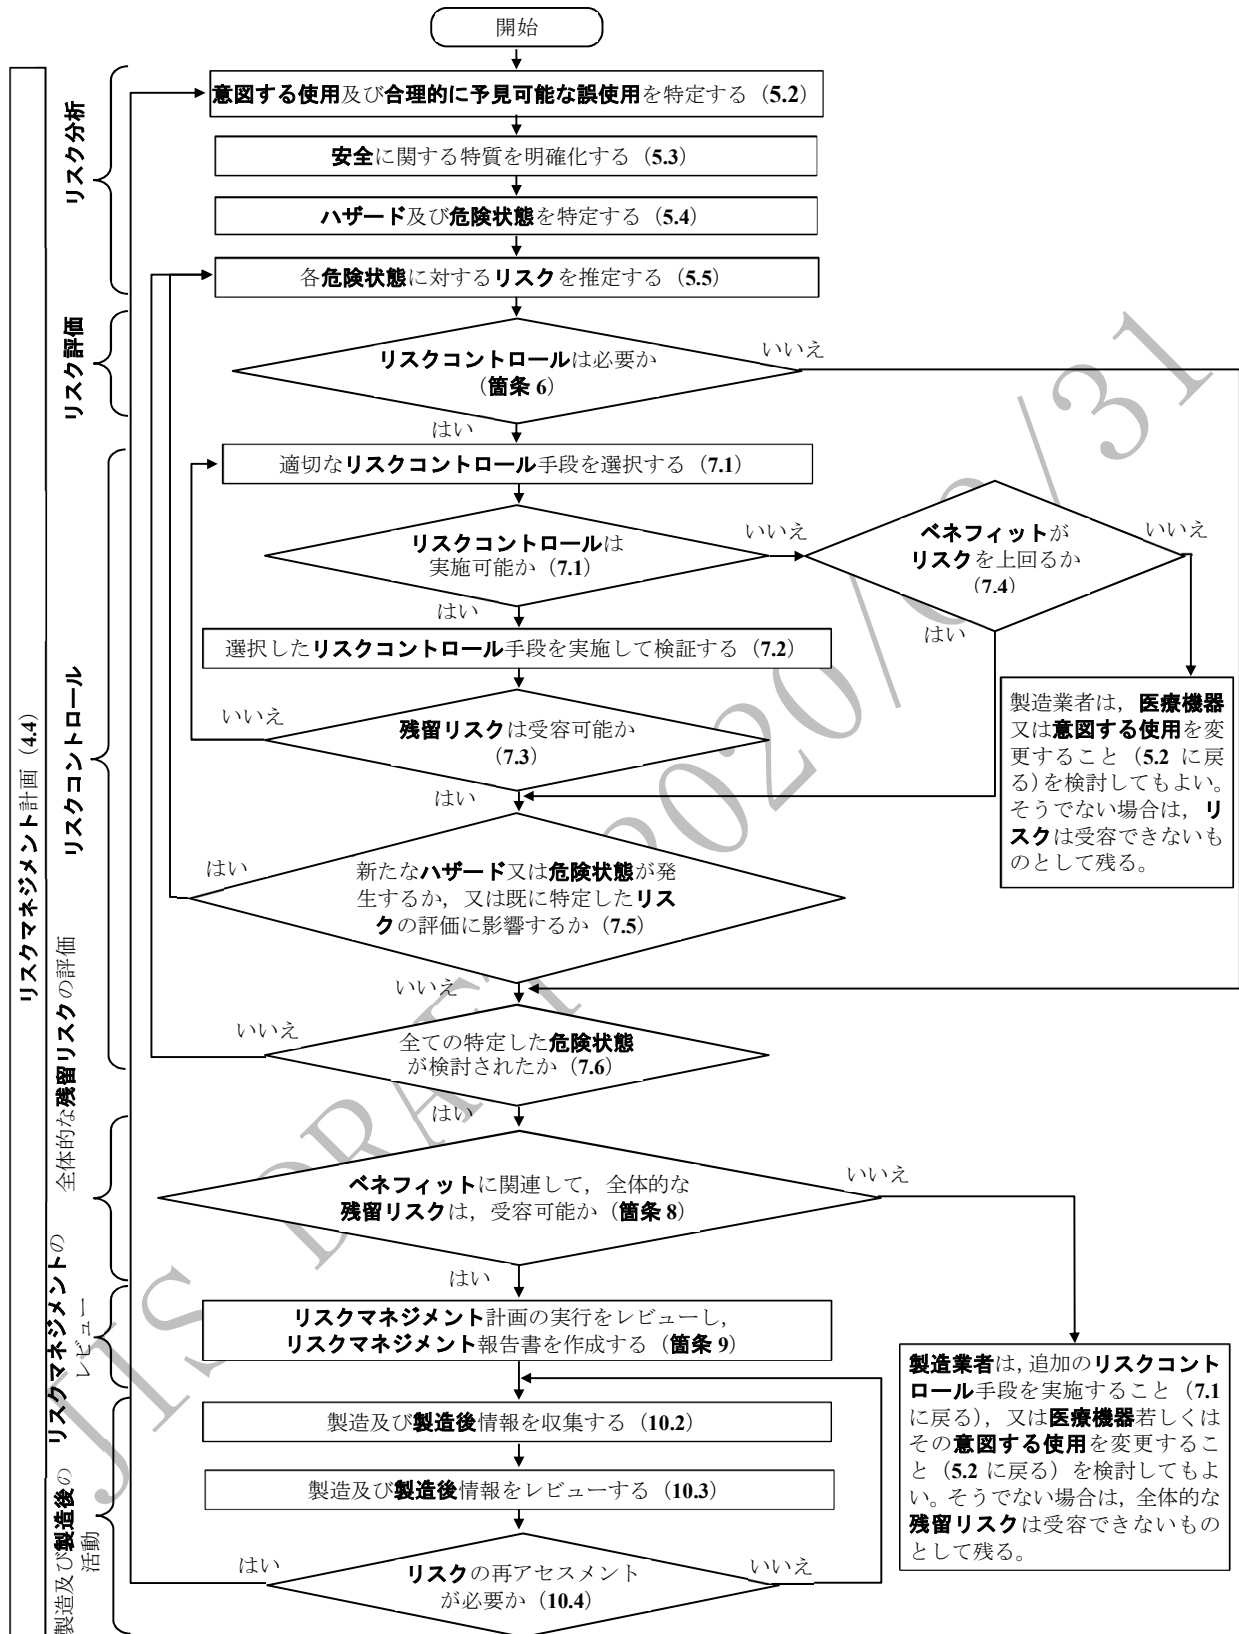 開始
意図する使用及び合理的に予見可能な誤使用を特定する（5.2）
安全に関する特質を明確化する（5.3）
ハザード及び危険状態を特定する（5.4）
各危険状態に対するリスクを推定する（5.5）
リスク分析
リスクコントロールは必要か
（箇条 6）
いいえ
はい
リスク評価
適切なリスクコントロール手段を選択する（7.1）
リスクコントロールは
実施可能か（7.1）
いいえ
はい
ベネフィットが
リスクを上回るか
（7.4）
いいえ
はい
選択したリスクコントロール手段を実施して検証する（7.2）
残留リスクは受容可能か
（7.3）
いいえ
はい
製造業者は，医療機器
又は意図する使用を変
更すること（5.2 に戻
る）を検討してもよい。
そうでない場合は，リ
スクは受容できないも
のとして残る。
新たなハザード又は危険状態が発
生するか，又は既に特定したリス
クの評価に影響するか（7.5）
はい
いいえ
全ての特定した危険状態
が検討されたか（7.6）
いいえ
はい
リスクコントロール
リスクマネジメント計画（4.4）
ベネフィットに関連して，全体的な
残留リスクは，受容可能か（箇条 8）
いいえ
はい
全体的な残留リスクの評価
リスクマネジメント計画の実行をレビューし，
リスクマネジメント報告書を作成する（箇条 9）
リスクマネジメントの
レビュー
製造業者は，追加のリスクコント
ロール手段を実施すること（7.1
に戻る），又は医療機器若しくは
その意図する使用を変更するこ
と（5.2 に戻る）を検討してもよ
い。そうでない場合は，全体的な
残留リスクは受容できないもの
として残る。
製造及び製造後情報を収集する（10.2）
製造及び製造後情報をレビューする（10.3）
リスクの再アセスメント
が必要か（10.4）
はい
いいえ
製造及び製造後の
活動